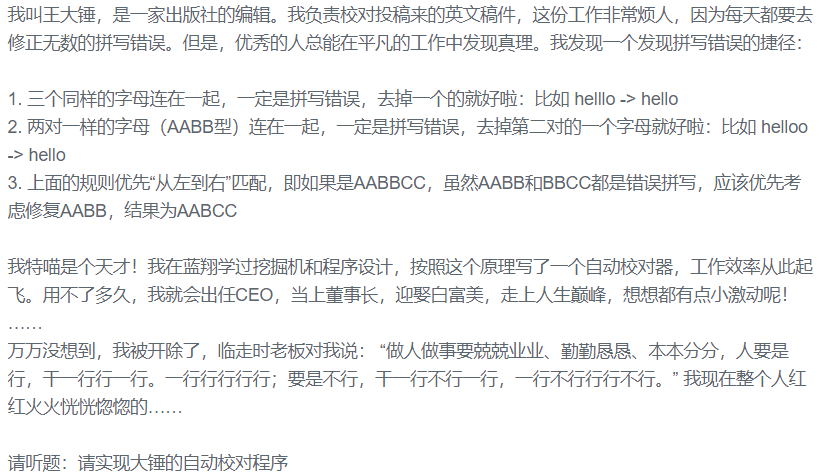 我叫王大锤，是一家出版社的编辑。我负责校对投稿来的英文稿件，这份工作非常烦人，因为每天都要去
修正无数的拼写错误。但是，优秀的人总能在平凡的工作中发现真理。我发现一个发现拼写错误的捷径：
1. 三个同样的字母连在一起，一定是拼写错误，去掉一个的就好啦：比如 helllo -> hello
2. 两对一样的字母（AABB型）连在一起，一定是拼写错误，去掉第二对的一个字母就好啦：比如 helloo
-> hello
3. 上面的规则优先“从左到右”匹配，即如果是AABBCC，虽然AABB和BBCC都是错误拼写，应该优先考
虑修复AABB，结果为AABCC
我特喵是个天才！我在蓝翔学过挖掘机和程序设计，按照这个原理写了一个自动校对器，工作效率从此起
飞。用不了多久，我就会出任CEO，当上董事长，迎娶白富美，走上人生巅峰，想想都有点小激动呢！
……
万万没想到，我被开除了，临走时老板对我说： “做人做事要兢兢业业、勤勤恳恳、本本分分，人要是
行，干一行行一行。一行行行行行；要是不行，干一行不行一行，一行不行行行不行。” 我现在整个人红
红火火恍恍惚惚的……
请听题：请实现大锤的自动校对程序